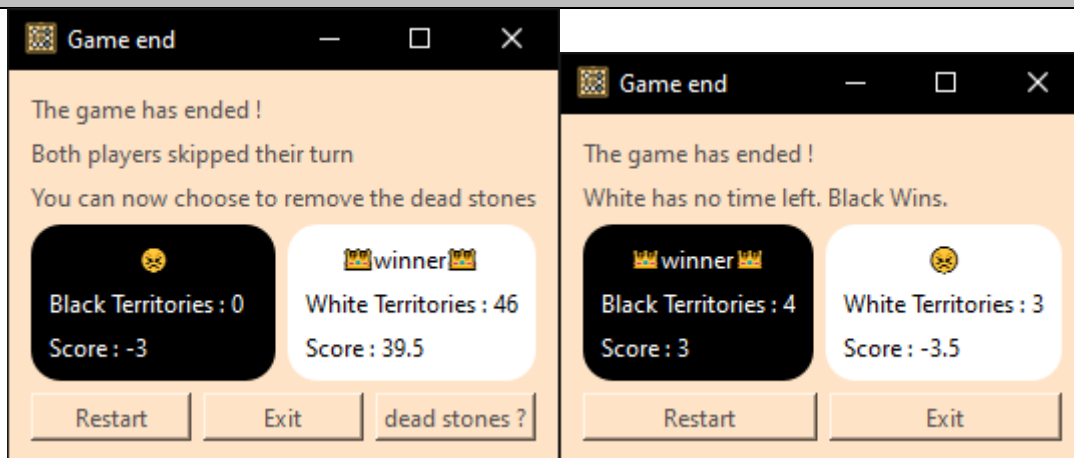 Game end
The game has ended !
Both players skipped their turn
You can now choose to remove the dead stones
winner
Black Territories : 0
White Territories : 46
Score : -3
Score : 39.5
Restart
Exit
dead stones ?
Game end
The game has ended !
White has no time left. Black Wins.
winner
Black Territories : 4
White Territories : 3
Score : 3
Score : -3.5
Restart
Exit